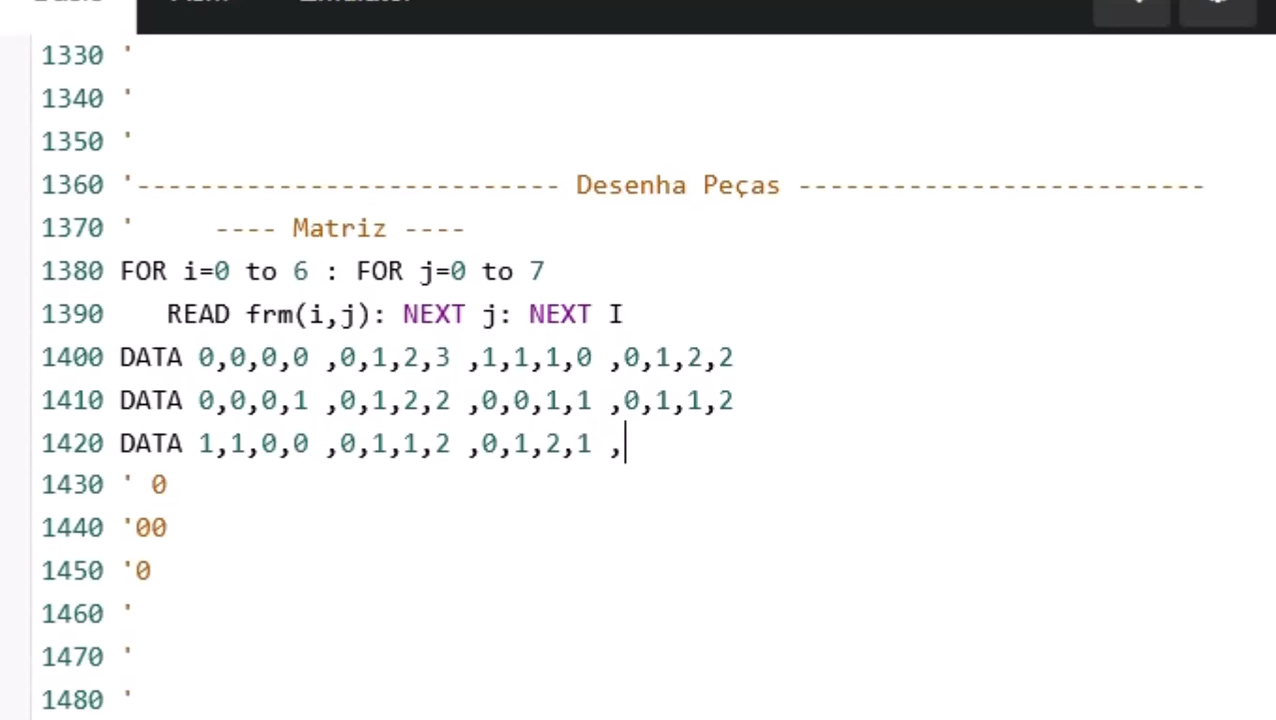 1330 '
1340 '
1350 '
1360 '--------------------------- Desenha Peças --------------------------
1370 '     ---- Matriz ----
1380 FOR i=0 to 6 : FOR j=0 to 7
1390    READ frm(i,j): NEXT j: NEXT I
1400 DATA 0,0,0,0 ,0,1,2,3 ,1,1,1,0 ,0,1,2,2
1410 DATA 0,0,0,1 ,0,1,2,2 ,0,0,1,1 ,0,1,1,2
1420 DATA 1,1,0,0 ,0,1,1,2 ,0,1,2,1 ,
1430 ' 0
1440 '00
1450 '0
1460 '
1470 '
1480 '